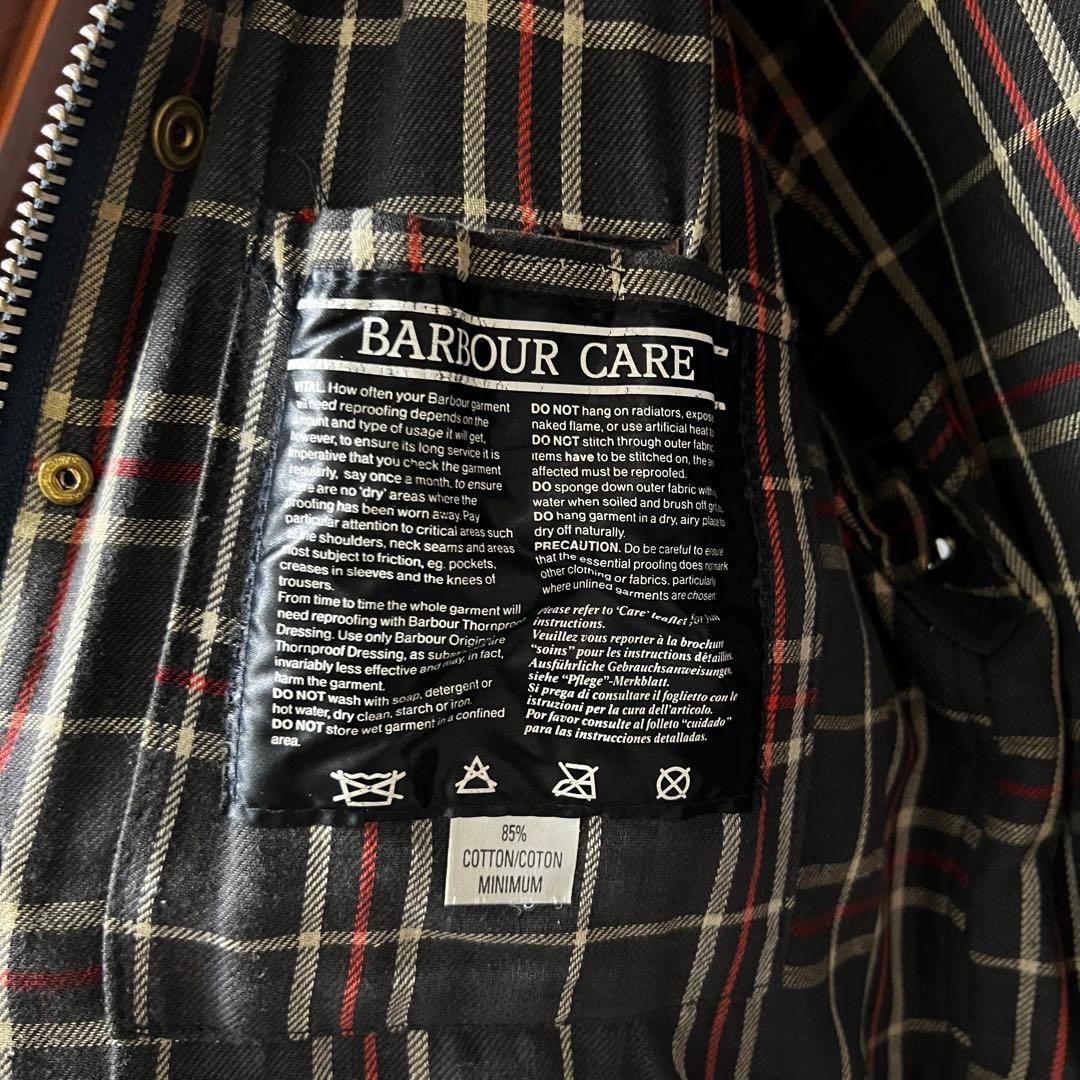 BARBOUR CARE
VITAL. How often your Barbour garment
will need reproofing depends on the
amount and type of usage it will get,
however, to ensure its long service it is
imperative that you check the garment
regularly, say once a month, to ensure
there are no 'dry' areas where the
proofing has been worn away. Pay
particular attention to critical areas such
as the shoulders, neck seams and areas
most subject to friction, eg. pockets,
creases in sleeves and the knees of
trousers.
From time to time the whole garment will
need reproofing with Barbour Thornproof
Dressing. Use only Barbour Original
Thornproof Dressing, as are
invariably less effective and may, in fact,
harm the garment.
DO NOT wash with soap, detergent or
hot water, dry clean, starch or iron.
DO NOT store wet garment in a confined
area.
DO NOT hang on radiators, expose
naked flame, or use artificial heat to
DO NOT stitch through outer fabric
items have to be stitched on, the
affected must be reproofed.
DO sponge down outer fabric with
water when soiled and brush off
DO hang garment in a dry, airy place to
dry off naturally.
PRECAUTION. Do be careful to ensure
that the essential proofing does not mark
other clothing or fabrics, particularly
where unlined garments are chosen.
Please refer to 'Care' leaflet for
instructions.
Veuillez vous reporter à la brochure
"soins" pour les instructions détaillées.
Ausführliche Gebrauchsanweisungen,
siehe "Pflege"-Merkblatt.
Si prega di consultare il foglietto con le
istruzioni per la cura dell'articolo.
Por favor consulte al folleto "cuidado"
para las instrucciones detalladas.
85%
COTTON/COTON
MINIMUM